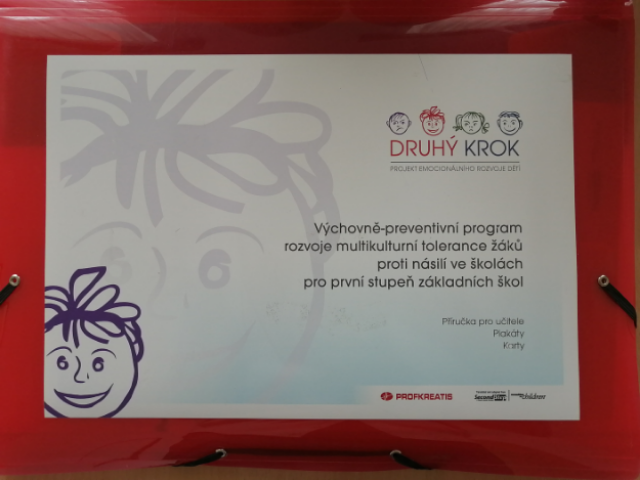 DRUHÝ KROK
PROJEKT EMOCIONÁLNÍHO ROZVOJE DĚTÍ
Výchovně-preventivní program
rozvoje multikulturní tolerance žáků
proti násilí ve školách
pro první stupeň základních škol
Příručka pro učitele
Plakáty
Karty
PROFKREATIS